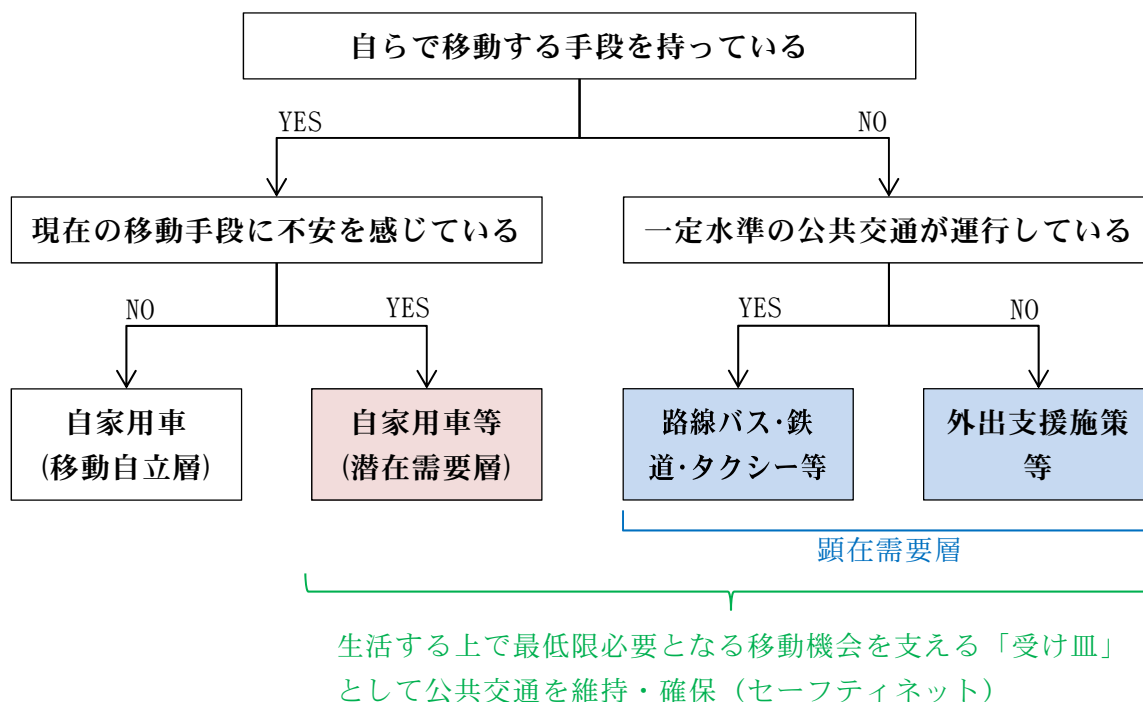 自らで移動する手段を持っている
YES
NO
現在の移動手段に不安を感じている
一定水準の公共交通が運行している
NO
YES
YES
NO
自家用車
(移動自立層)
自家用車等
(潜在需要層)
路線バス・鉄
道・タクシー等
外出支援施策
等
顕在需要層
生活する上で最低限必要となる移動機会を支える「受け皿」
として公共交通を維持・確保（セーフティネット）